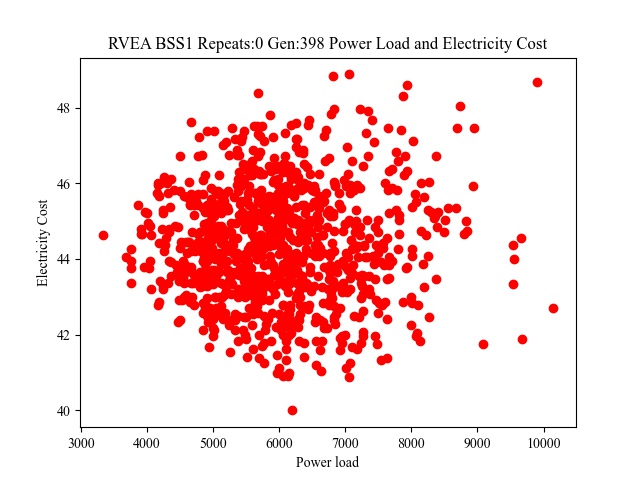 RVEA BSS1 Repeats:0 Gen:398 Power Load and Electricity Cost
48
46
44
42
40
Electricity Cost
3000 4000 5000 6000 7000 8000 9000 10000
Power load